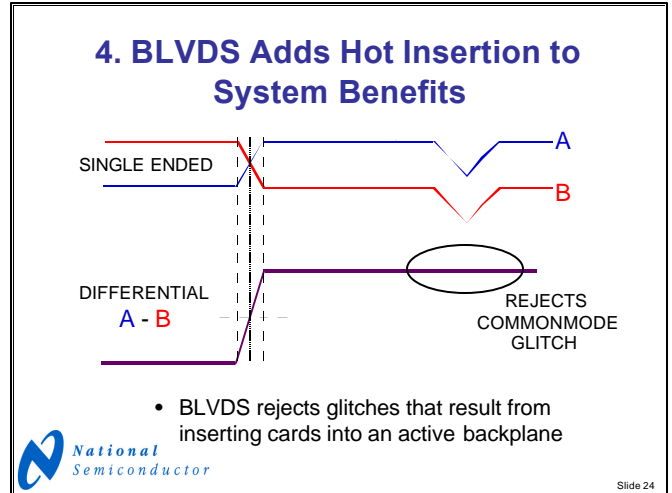 4. BLVDS Adds Hot Insertion to
System Benefits
SINGLE ENDED
A
B
DIFFERENTIAL
A - B
REJECTS
COMMONMODE
GLITCH
• BLVDS rejects glitches that result from
inserting cards into an active backplane
National
Semiconductor
Slide 24